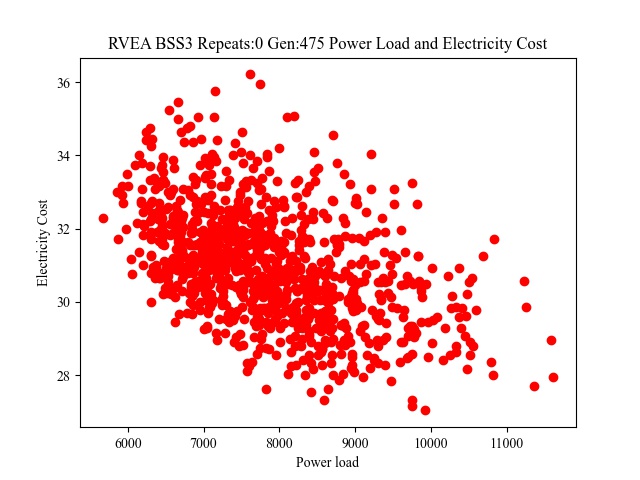 RVEA BSS3 Repeats:0 Gen:475 Power Load and Electricity Cost
36
34
32
30
28
Electricity Cost
6000 7000 8000 9000 10000 11000
Power load